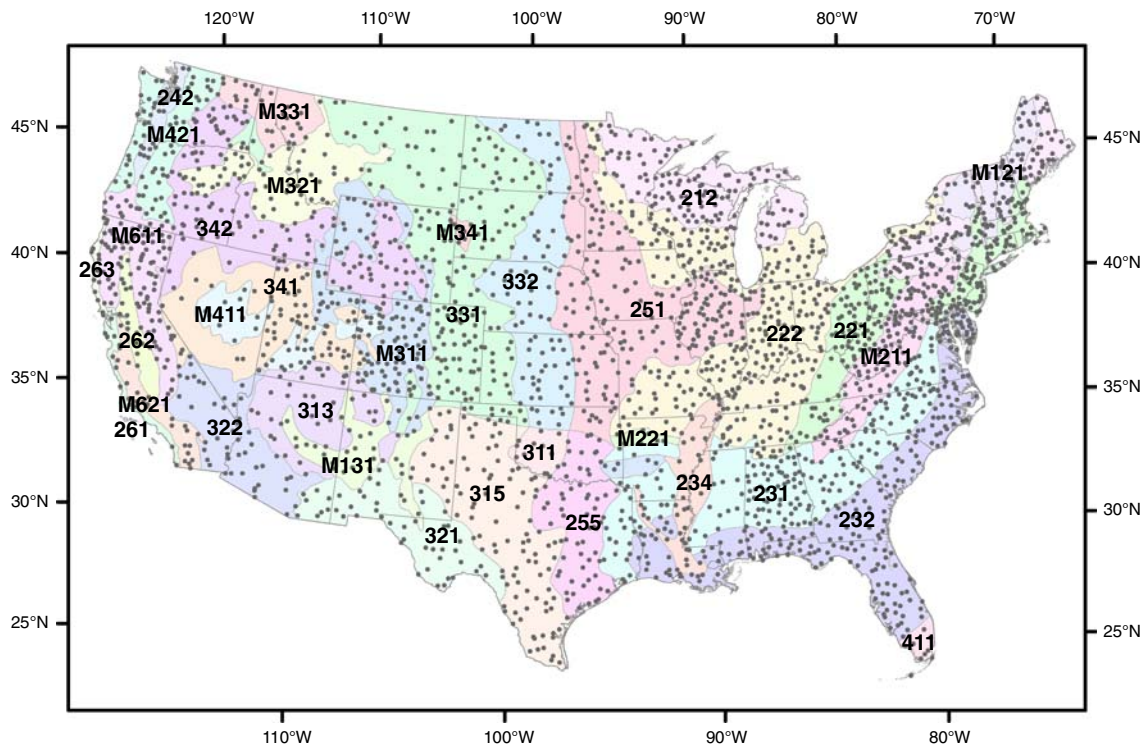 120°W 110°W 100°W 90°W 80°W 70°W
242
M331
45°N M421 45°N
M121
M321
212
342 M341
M611
40°N 40°N
263 341 332
M411 331 251
262 222 221
M311 M211
35°N 35°N
M621 313
261 322 M221
311
M131
315 234 231
30°N 30°N
255 232
321
25°N 25°N
411
110°W 100°W 90°W 80°W